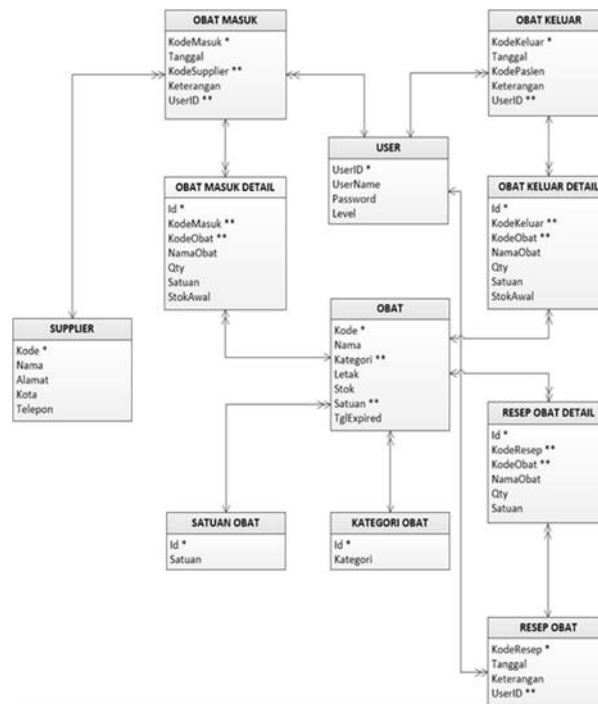 OBAT MASUK
KodeMasuk *
Tanggal
KodeSupplier **
Keterangan
UserID **
OBAT KELUAR
KodeKeluar *
Tanggal
KodePasien
Keterangan
UserID **
USER
UserID *
UserName
Password
Level
OBAT MASUK DETAIL
Id *
KodeMasuk **
KodeObat **
NamaObat
Qty
Satuan
StokAwal
OBAT KELUAR DETAIL
Id *
KodeKeluar **
KodeObat **
NamaObat
Qty
Satuan
StokAwal
SUPPLIER
Kode *
Nama
Alamat
Kota
Telepon
OBAT
Kode *
Nama
Kategori **
Letak
Stok
Satuan **
TglExpired
RESEP OBAT DETAIL
Id *
KodeResep **
KodeObat **
NamaObat
Qty
Satuan
SATUAN OBAT
Id *
Satuan
KATEGORI OBAT
Id *
Kategori
RESEP OBAT
KodeResep *
Tanggal
Keterangan
UserID **